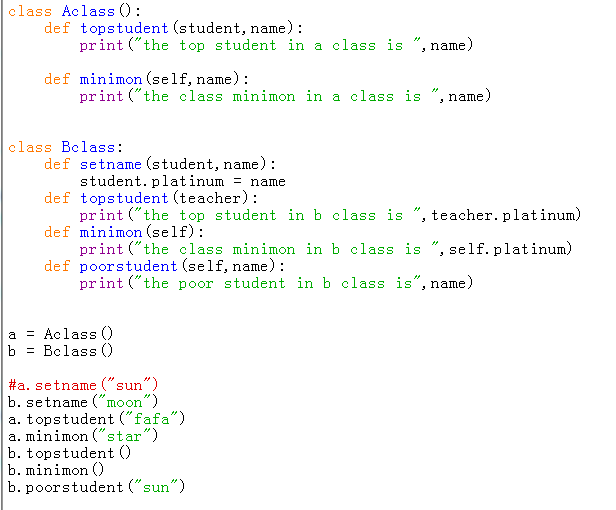 class Aclass():
    def topstudent(student,name):
        print("the top student in a class is ",name)
    def minimon(self,name):
        print("the class minimon in a class is ",name)
class Bclass:
    def setname(student,name):
        student.platinum = name
    def topstudent(teacher):
        print("the top student in b class is ",teacher.platinum)
    def minimon(self):
        print("the class minimon in b class is ",self.platinum)
    def poorstudent(self,name):
        print("the poor student in b class is",name)
a = Aclass()
b = Bclass()
#a.setname("sun")
b.setname("moon")
a.topstudent("fafa")
a.minimon("star")
b.topstudent()
b.minimon()
b.poorstudent("sun")